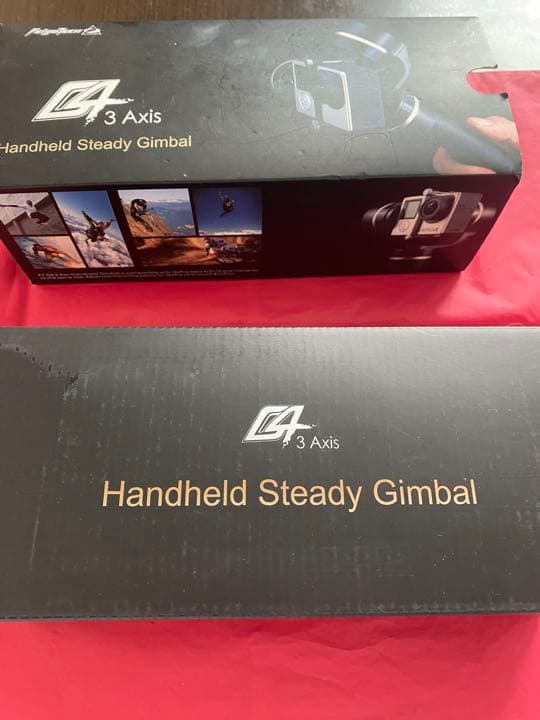 FeiyuTech
G4
3 Axis
Handheld Steady Gimbal
G4
3 Axis
Handheld Steady Gimbal